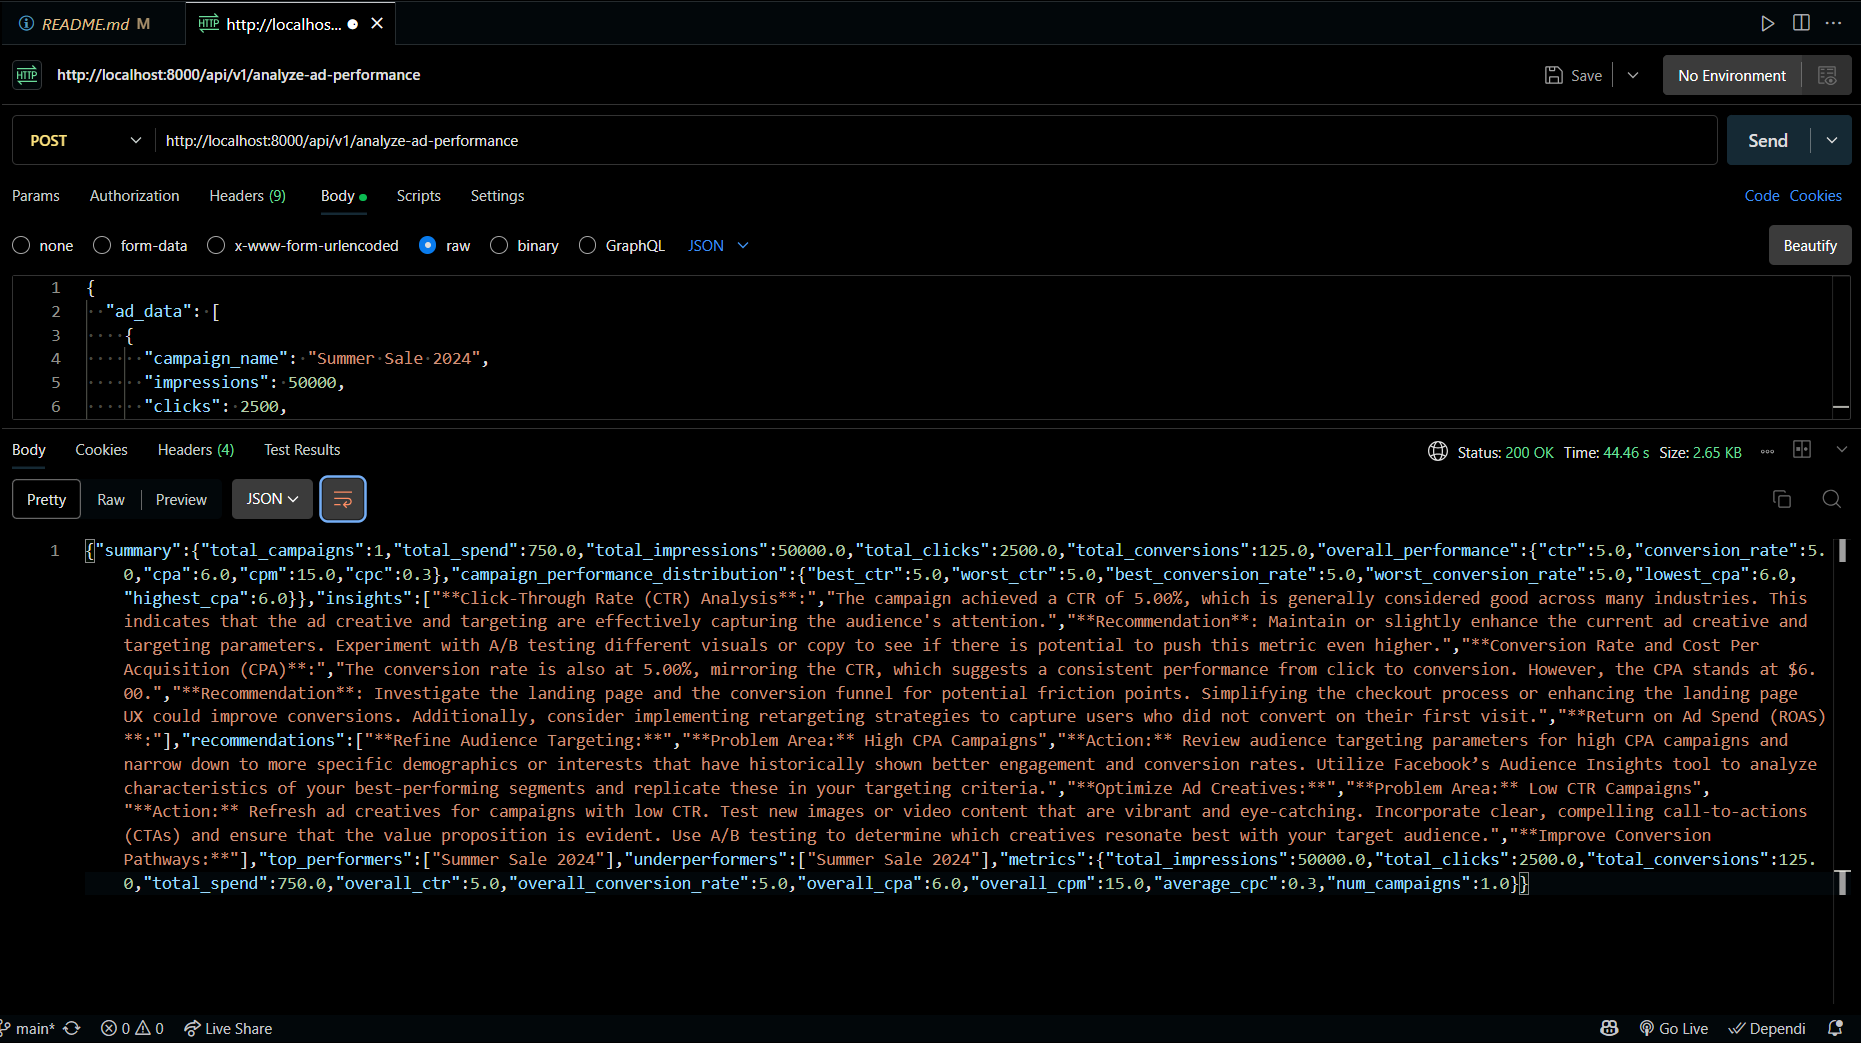 README.md M
HTTP http://localhos...
HTTP http://localhost:8000/api/v1/analyze-ad-performance
Save
No Environment
POST http://localhost:8000/api/v1/analyze-ad-performance
Send
Params Authorization Headers (9) Body Scripts Settings
Code Cookies
none form-data x-www-form-urlencoded raw binary GraphQL JSON
Beautify
1 {
2 "ad_data": [
3 {
4 "campaign_name": "Summer Sale 2024",
5 "impressions": 50000,
6 "clicks": 2500,
Body Cookies Headers (4) Test Results
Status: 200 OK Time: 44.46 s Size: 2.65 KB
Pretty Raw Preview JSON
1 {"summary":{"total_campaigns":1,"total_spend":750.0,"total_impressions":50000.0,"total_clicks":2500.0,"total_conversions":125.0,"overall_performance":{"ctr":5.0,"conversion_rate":5.
0,"cpa":6.0,"cpm":15.0,"cpc":0.3},"campaign_performance_distribution":{"best_ctr":5.0,"worst_ctr":5.0,"best_conversion_rate":5.0,"worst_conversion_rate":5.0,"lowest_cpa":6.0,
"highest_cpa":6.0}},"insights":["**Click-Through Rate (CTR) Analysis**:","The campaign achieved a CTR of 5.00%, which is generally considered good across many industries. This
indicates that the ad creative and targeting are effectively capturing the audience's attention.","**Recommendation**: Maintain or slightly enhance the current ad creative and
targeting parameters. Experiment with A/B testing different visuals or copy to see if there is potential to push this metric even higher.","**Conversion Rate and Cost Per
Acquisition (CPA)**:","The conversion rate is also at 5.00%, mirroring the CTR, which suggests a consistent performance from click to conversion. However, the CPA stands at $6.
00.","**Recommendation**: Investigate the landing page and the conversion funnel for potential friction points. Simplifying the checkout process or enhancing the landing page
UX could improve conversions. Additionally, consider implementing retargeting strategies to capture users who did not convert on their first visit.","**Return on Ad Spend (ROAS)
**:"],"recommendations":["**Refine Audience Targeting:**","**Problem Area:** High CPA Campaigns","**Action:** Review audience targeting parameters for high CPA campaigns and
narrow down to more specific demographics or interests that have historically shown better engagement and conversion rates. Utilize Facebook’s Audience Insights tool to analyze
characteristics of your best-performing segments and replicate these in your targeting criteria.","**Optimize Ad Creatives:**","**Problem Area:** Low CTR Campaigns",
"**Action:** Refresh ad creatives for campaigns with low CTR. Test new images or video content that are vibrant and eye-catching. Incorporate clear, compelling call-to-actions
(CTAs) and ensure that the value proposition is evident. Use A/B testing to determine which creatives resonate best with your target audience.","**Improve Conversion
Pathways:**"],"top_performers":["Summer Sale 2024"],"underperformers":["Summer Sale 2024"],"metrics":{"total_impressions":50000.0,"total_clicks":2500.0,"total_conversions":125.
0,"total_spend":750.0,"overall_ctr":5.0,"overall_conversion_rate":5.0,"overall_cpa":6.0,"overall_cpm":15.0,"average_cpc":0.3,"num_campaigns":1.0}}
main* 0 0 Live Share
Go Live Dependi